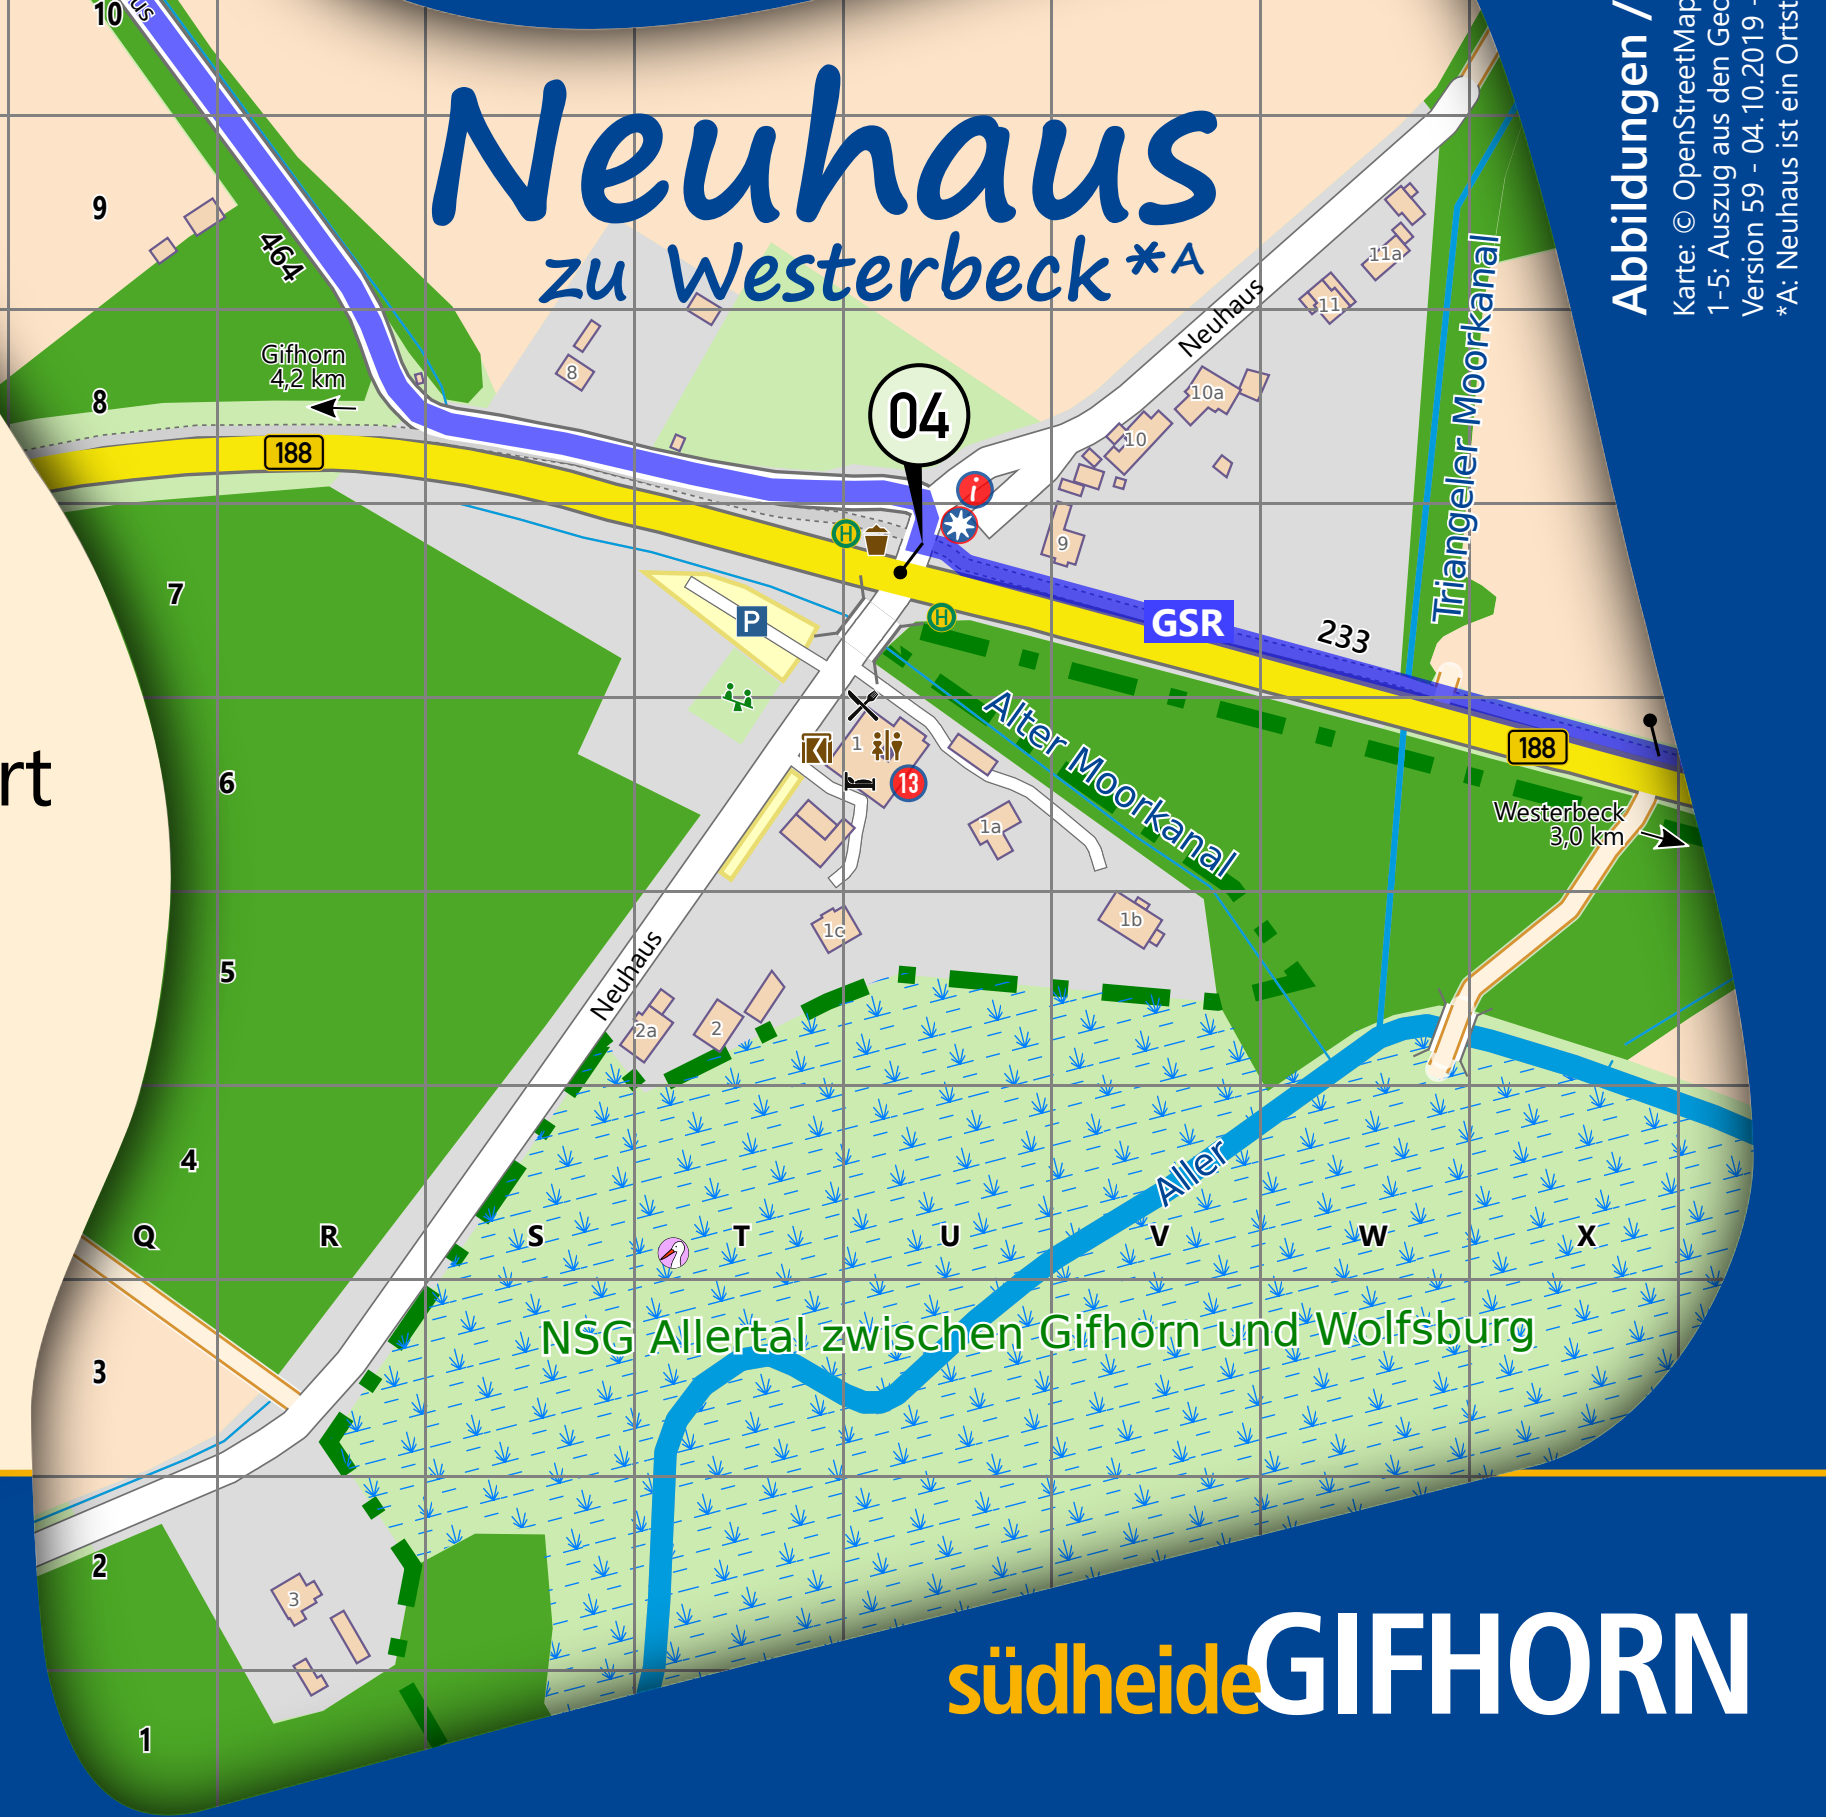 Neuhaus
zu Westerbeck*A
Abbildungen /
Karte: © OpenStreetMap
1-5: Auszug aus den Geo
Version 59 - 04.10.2019 -
*A: Neuhaus ist ein Ortst
10
us
9
8
7
6
5
4
3
2
1
Q
R
S
T
U
V
W
X
464
Gifhorn
4,2 km
188
8
04
i
H
H
P
Neuhaus
11a
11
10a
10
9
Triangeler Moorkanal
GSR
233
188
Westerbeck
3,0 km
Alter Moorkanal
1
13
1a
1b
1c
rt
Neuhaus
2a
2
Aller
NSG Allertal zwischen Gifhorn und Wolfsburg
3
südheideGIFHORN